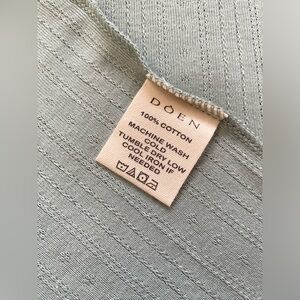 DÔEN
100% COTTON
MACHINE WASH
COLD
TUMBLE DRY LOW
COOL IRON IF
NEEDED